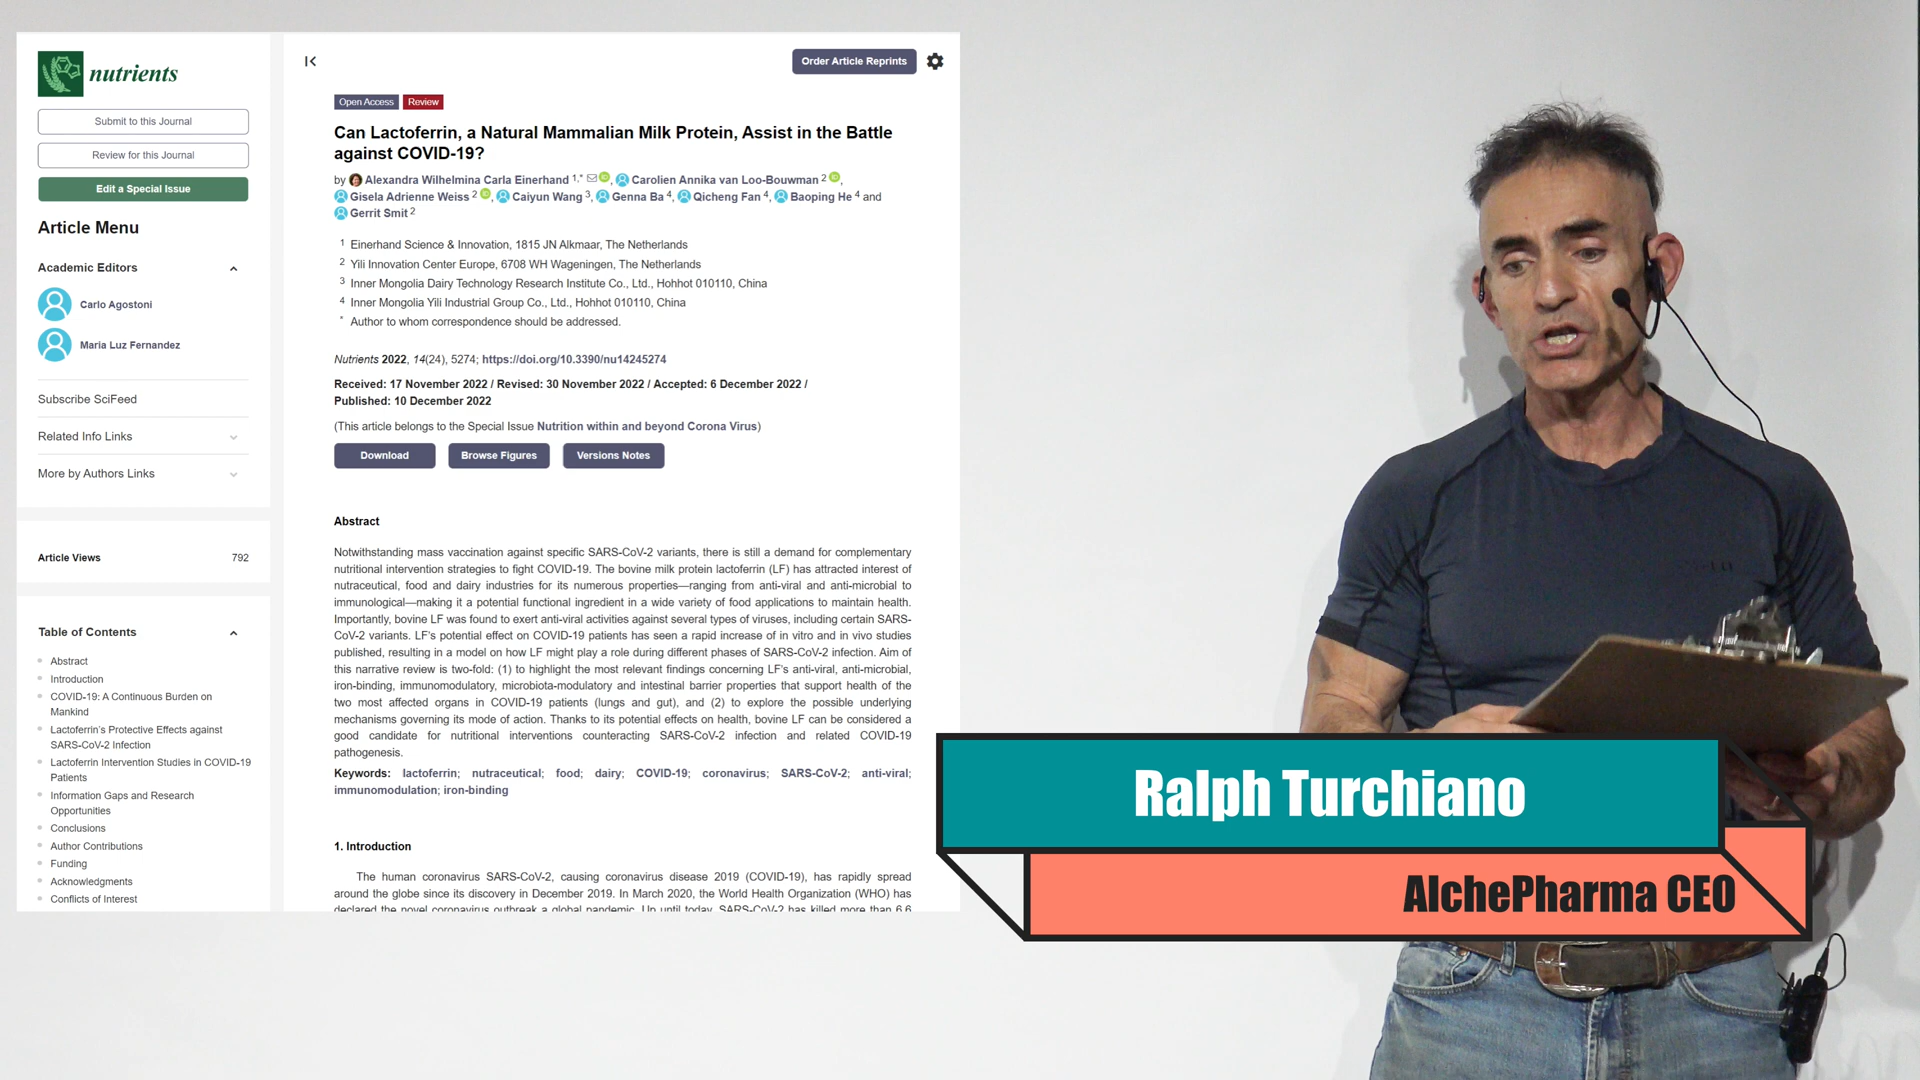 nutrients
Submit to this Journal
Review for this Journal
Edit a Special Issue
Article Menu
Academic Editors
Carlo Agostoni
Maria Luz Fernandez
Subscribe SciFeed
Related Info Links
More by Authors Links
Article Views 792
Table of Contents
Abstract
Introduction
COVID-19: A Continuous Burden on
Mankind
Lactoferrin's Protective Effects against
SARS-CoV-2 Infection
Lactoferrin Intervention Studies in COVID-19
Patients
Information Gaps and Research
Opportunities
Conclusions
Author Contributions
Funding
Acknowledgments
Conflicts of Interest
Order Article Reprints
Open Access Review
Can Lactoferrin, a Natural Mammalian Milk Protein, Assist in the Battle
against COVID-19?
by Alexandra Wilhelmina Carla Einerhand 1,* , Carolien Annika van Loo-Bouwman 2 ,
Gisela Adrienne Weiss 2 , Caiyun Wang 3, Genna Ba 4, Qicheng Fan 4, Baoping He 4 and
Gerrit Smit 2
1 Einerhand Science & Innovation, 1815 JN Alkmaar, The Netherlands
2 Yili Innovation Center Europe, 6708 WH Wageningen, The Netherlands
3 Inner Mongolia Dairy Technology Research Institute Co., Ltd., Hohhot 010110, China
4 Inner Mongolia Yili Industrial Group Co., Ltd., Hohhot 010110, China
* Author to whom correspondence should be addressed.
Nutrients 2022, 14(24), 5274; https://doi.org/10.3390/nu14245274
Received: 17 November 2022 / Revised: 30 November 2022 / Accepted: 6 December 2022 /
Published: 10 December 2022
(This article belongs to the Special Issue Nutrition within and beyond Corona Virus)
Download Browse Figures Versions Notes
Abstract
Notwithstanding mass vaccination against specific SARS-CoV-2 variants, there is still a demand for complementary
nutritional intervention strategies to fight COVID-19. The bovine milk protein lactoferrin (LF) has attracted interest of
nutraceutical, food and dairy industries for its numerous properties—ranging from anti-viral and anti-microbial to
immunological—making it a potential functional ingredient in a wide variety of food applications to maintain health.
Importantly, bovine LF was found to exert anti-viral activities against several types of viruses, including certain SARS-
CoV-2 variants. LF's potential effect on COVID-19 patients has seen a rapid increase of in vitro and in vivo studies
published, resulting in a model on how LF might play a role during different phases of SARS-CoV-2 infection. Aim of
this narrative review is two-fold: (1) to highlight the most relevant findings concerning LF's anti-viral, anti-microbial,
iron-binding, immunomodulatory, microbiota-modulatory and intestinal barrier properties that support health of the
two most affected organs in COVID-19 patients (lungs and gut), and (2) to explore the possible underlying
mechanisms governing its mode of action. Thanks to its potential effects on health, bovine LF can be considered a
good candidate for nutritional interventions counteracting SARS-CoV-2 infection and related COVID-19
pathogenesis.
Keywords: lactoferrin; nutraceutical; food; dairy; COVID-19; coronavirus; SARS-CoV-2; anti-viral;
immunomodulation; iron-binding
1. Introduction
The human coronavirus SARS-CoV-2, causing coronavirus disease 2019 (COVID-19), has rapidly spread
around the globe since its discovery in December 2019. In March 2020, the World Health Organization (WHO) has
declared the novel coronavirus outbreak a global pandemic. Up until today, SARS-CoV-2 has killed more than 6.6
Ralph Turchiano
AlchePharma CEO